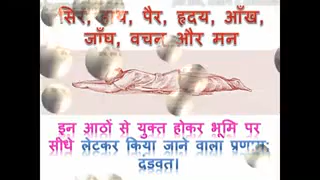 सिर, हाथ, पैर, हृदय, आँख,
जाँघ, वचन और मन
इन आठों से युक्त होकर भूमि पर
सीधे लेटकर किया जाने वाला प्रणाम
दंडवत।